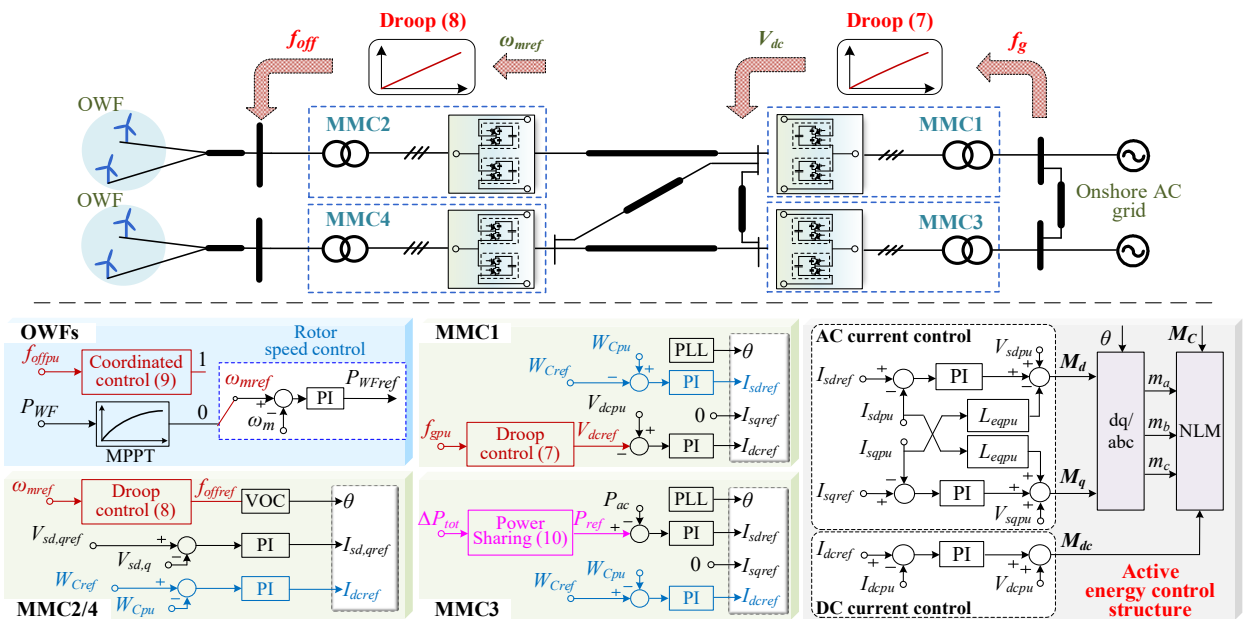 Droop (8)
Droop (7)
f_off
ω_mref
V_dc
f_g
OWF
MMC2
MMC1
OWF
MMC4
MMC3
Onshore AC
grid
OWFs
Rotor
speed control
f_offpu
Coordinated
control (9)
1
ω_mref
P_WF
0
MPPT
+
−
ω_m
PI
P_WFref
ω_mref
Droop
control (8)
f_offref
VOC
θ
V_sd,qref
+
−
V_sd,q
PI
I_sd,qref
W_Cref
+
−
W_Cpu
PI
I_dcref
MMC2/4
MMC1
PLL
θ
W_Cpu
W_Cref
−
+
PI
I_sdref
V_dcpu
0
I_sqref
f_gpu
Droop
control (7)
V_dcref
−
+
PI
I_dcref
P_ac
PLL
θ
ΔP_tot
Power
Sharing (10)
P_ref
+
−
PI
I_sdref
W_Cpu
0
I_sqref
W_Cref
−
+
PI
I_dcref
MMC3
AC current control
V_sdpu
M_d
θ
M_C
I_sdref
+
−
PI
+
+
−
I_sdpu
L_eqpu
m_a
I_sqpu
L_eqpu
dq/
abc
m_b
NLM
m_c
I_sqref
+
−
PI
+
+
+
M_q
V_sqpu
I_dcref
+
−
PI
+
+
M_dc
I_dcpu
V_dcpu
DC current control
Active
energy control
structure